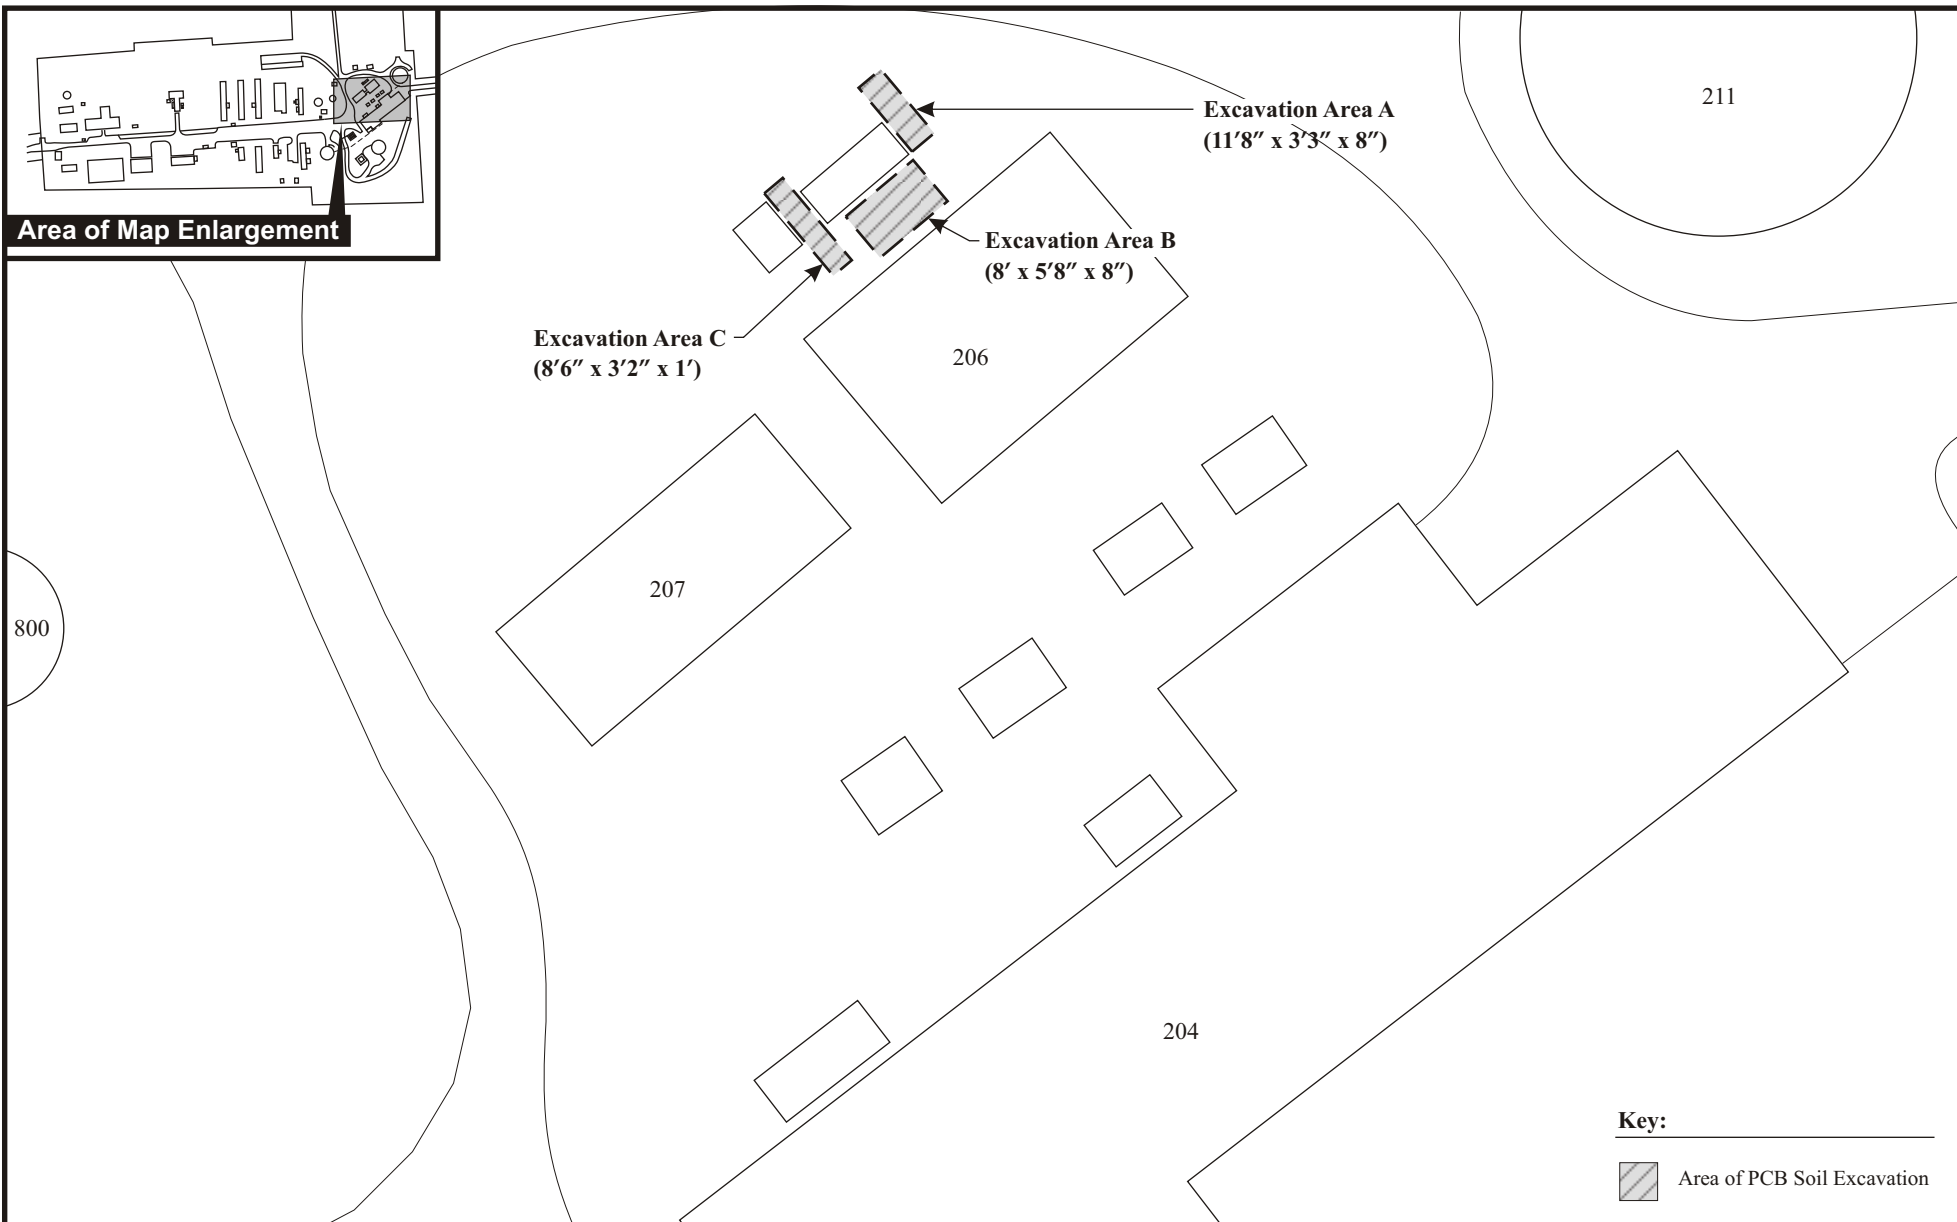 Area of Map Enlargement
Excavation Area A
(11′8″ x 3′3″ x 8″)
211
Excavation Area B
(8′ x 5′8″ x 8″)
Excavation Area C
(8′6″ x 3′2″ x 1′)
206
207
800
204
Key:
Area of PCB Soil Excavation